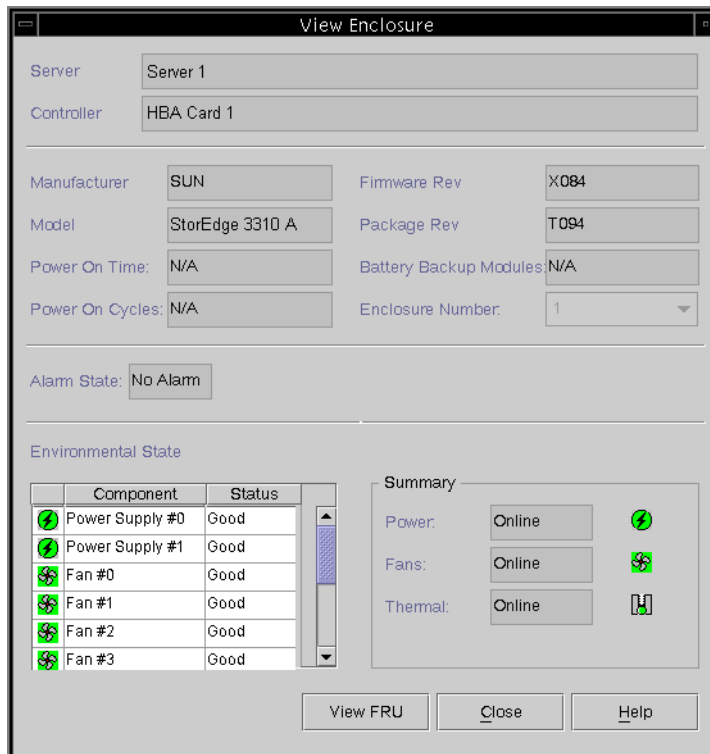 View Enclosure
Server Server 1
Controller HBA Card 1
Manufacturer SUN Firmware Rev X084
Model StorEdge 3310 A Package Rev T094
Power On Time: N/A Battery Backup Modules: N/A
Power On Cycles: N/A Enclosure Number: 1
Alarm State: No Alarm
Environmental State
Component Status
Power Supply #0 Good
Power Supply #1 Good
Fan #0 Good
Fan #1 Good
Fan #2 Good
Fan #3 Good
Summary
Power: Online
Fans: Online
Thermal: Online
View FRU Close Help